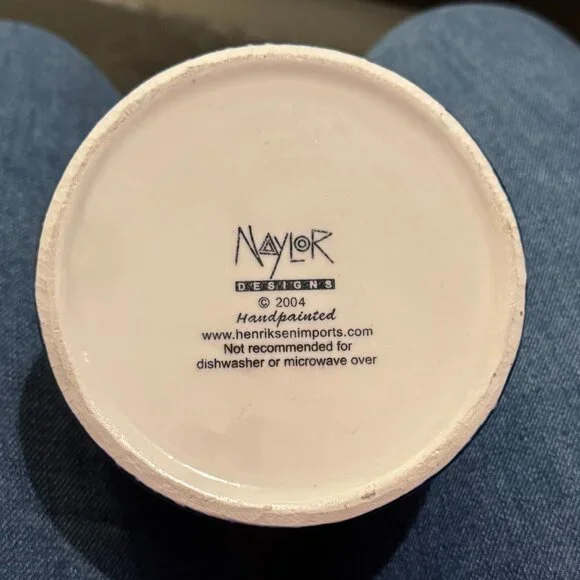 NAYLOR
DESIGNS
© 2004
Handpainted
www.henriksenimports.com
Not recommended for
dishwasher or microwave over